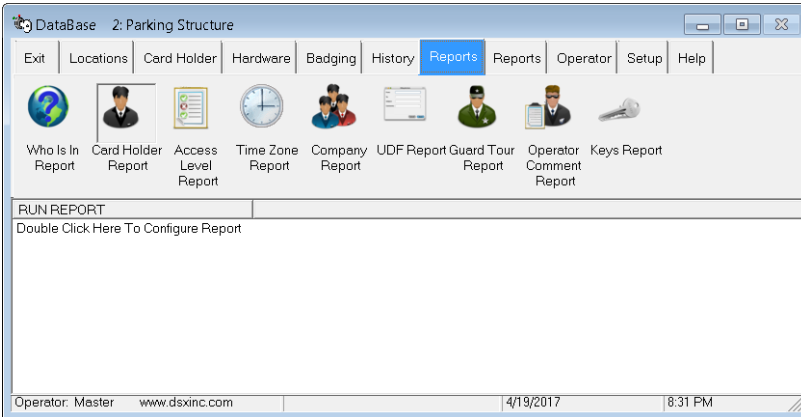 DataBase 2: Parking Structure
Exit Locations Card Holder Hardware Badging History Reports Reports Operator Setup Help
Who Is In Report
Card Holder Report
Access Level Report
Time Zone Report
Company Report
UDF Report
Guard Tour Report
Operator Comment Report
Keys Report
RUN REPORT
Double Click Here To Configure Report
Operator: Master www.dsxinc.com 4/19/2017 8:31 PM